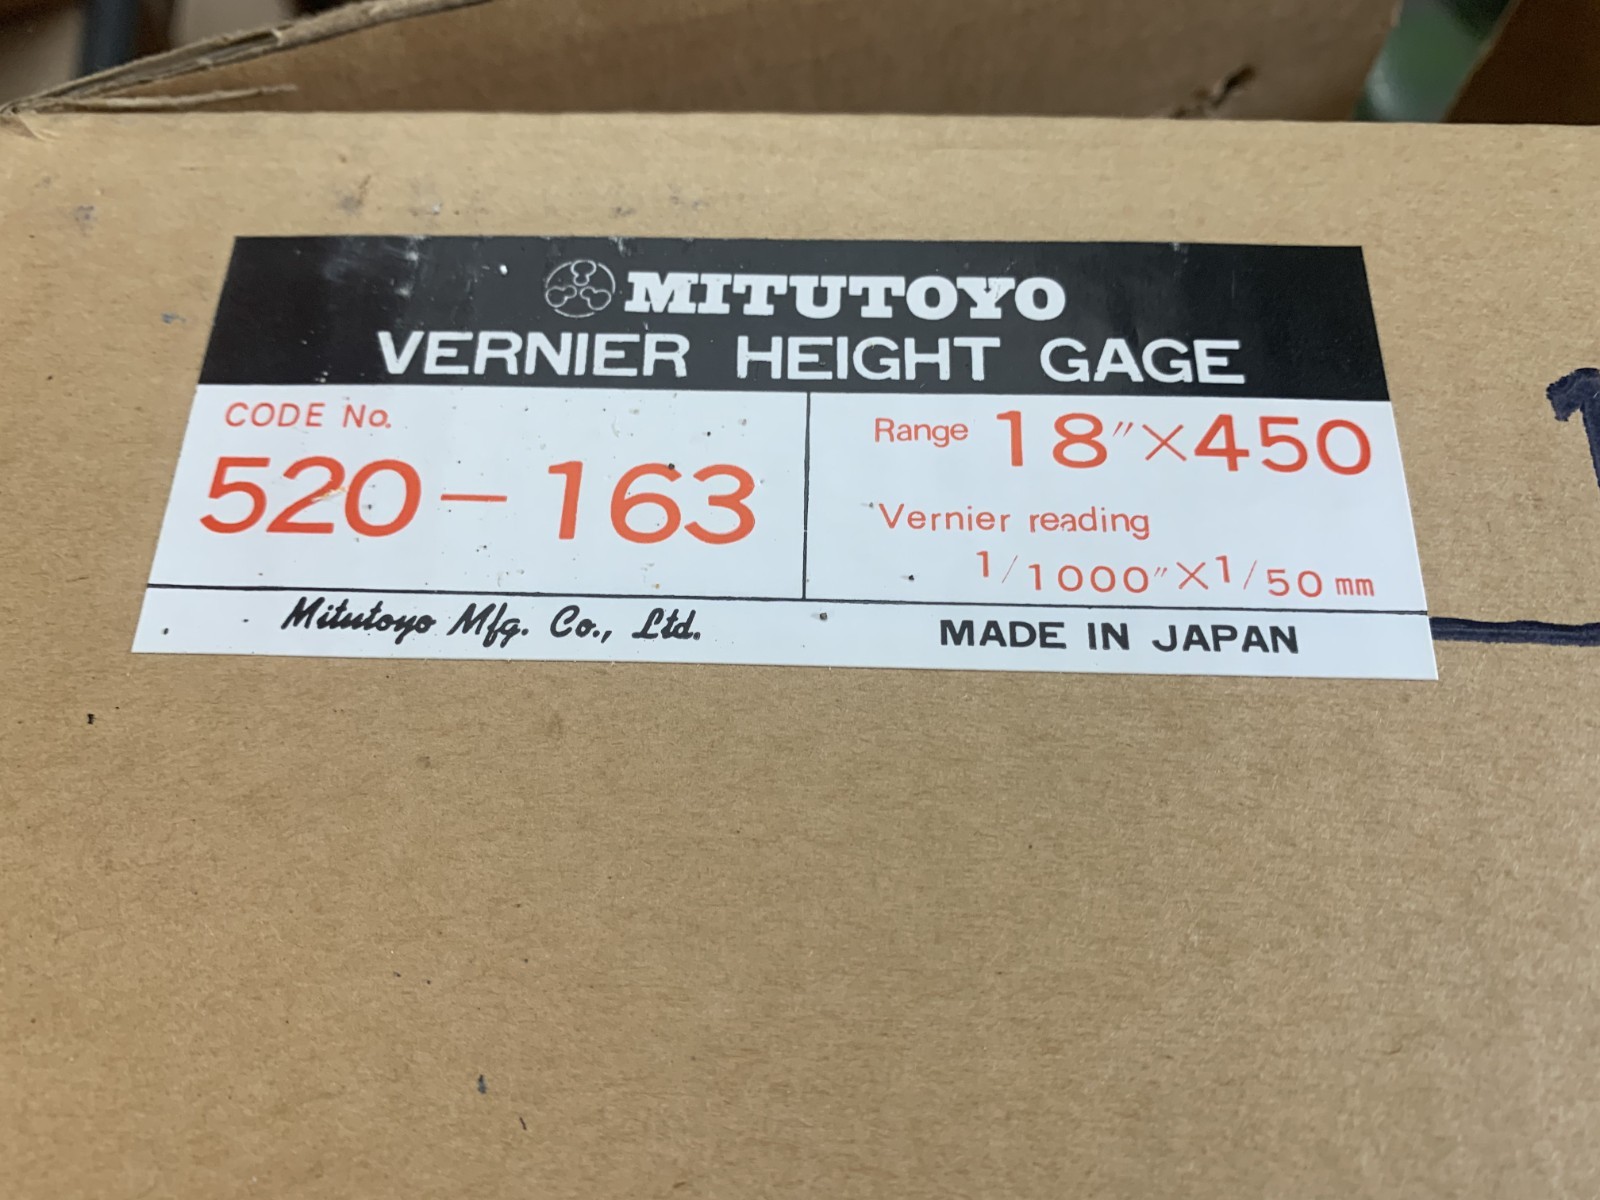 MITUTOYO
VERNIER HEIGHT GAGE
CODE No.
520-163
Range 18"×450
Vernier reading
1/1000"×1/50 mm
Mitutoyo Mfg. Co., Ltd.
MADE IN JAPAN